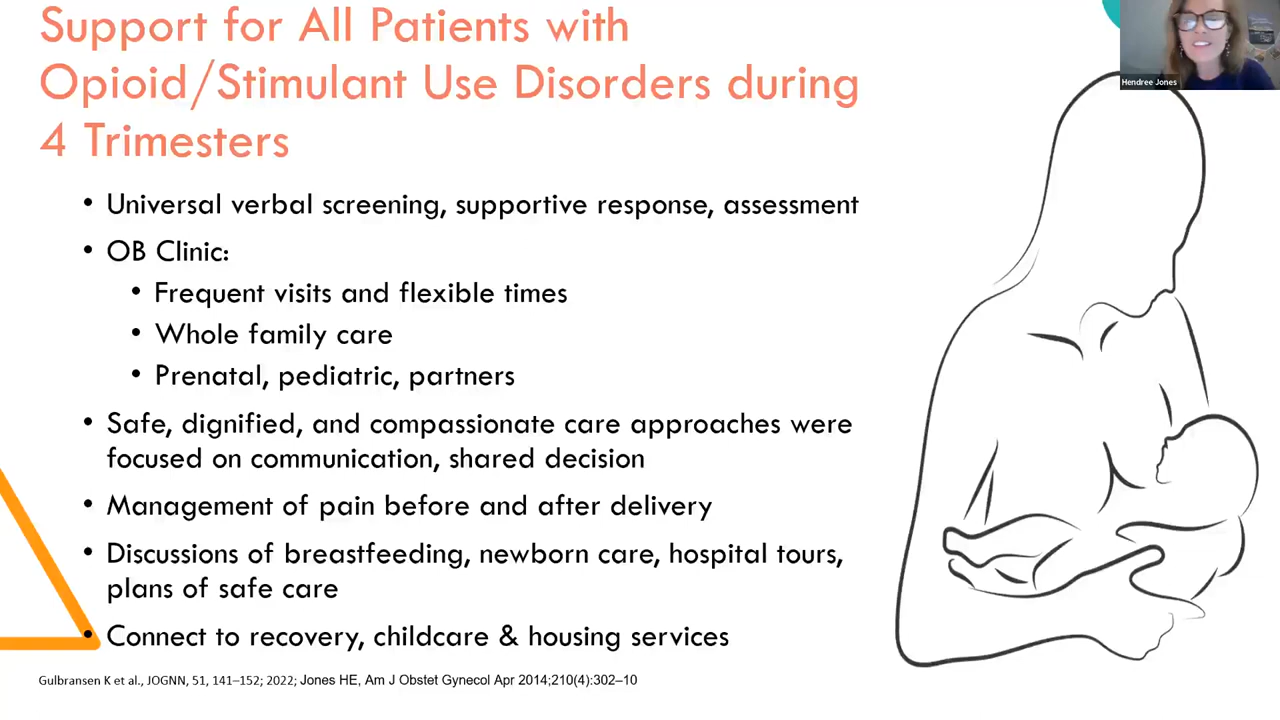 Support for All Patients with
Opioid/Stimulant Use Disorders during
4 Trimesters
• Universal verbal screening, supportive response, assessment
• OB Clinic:
• Frequent visits and flexible times
• Whole family care
• Prenatal, pediatric, partners
• Safe, dignified, and compassionate care approaches were
focused on communication, shared decision
• Management of pain before and after delivery
• Discussions of breastfeeding, newborn care, hospital tours,
plans of safe care
• Connect to recovery, childcare & housing services
Gulbransen K et al., JOGNN, 51, 141–152; 2022; Jones HE, Am J Obstet Gynecol Apr 2014;210(4):302–10
Hendree Jones